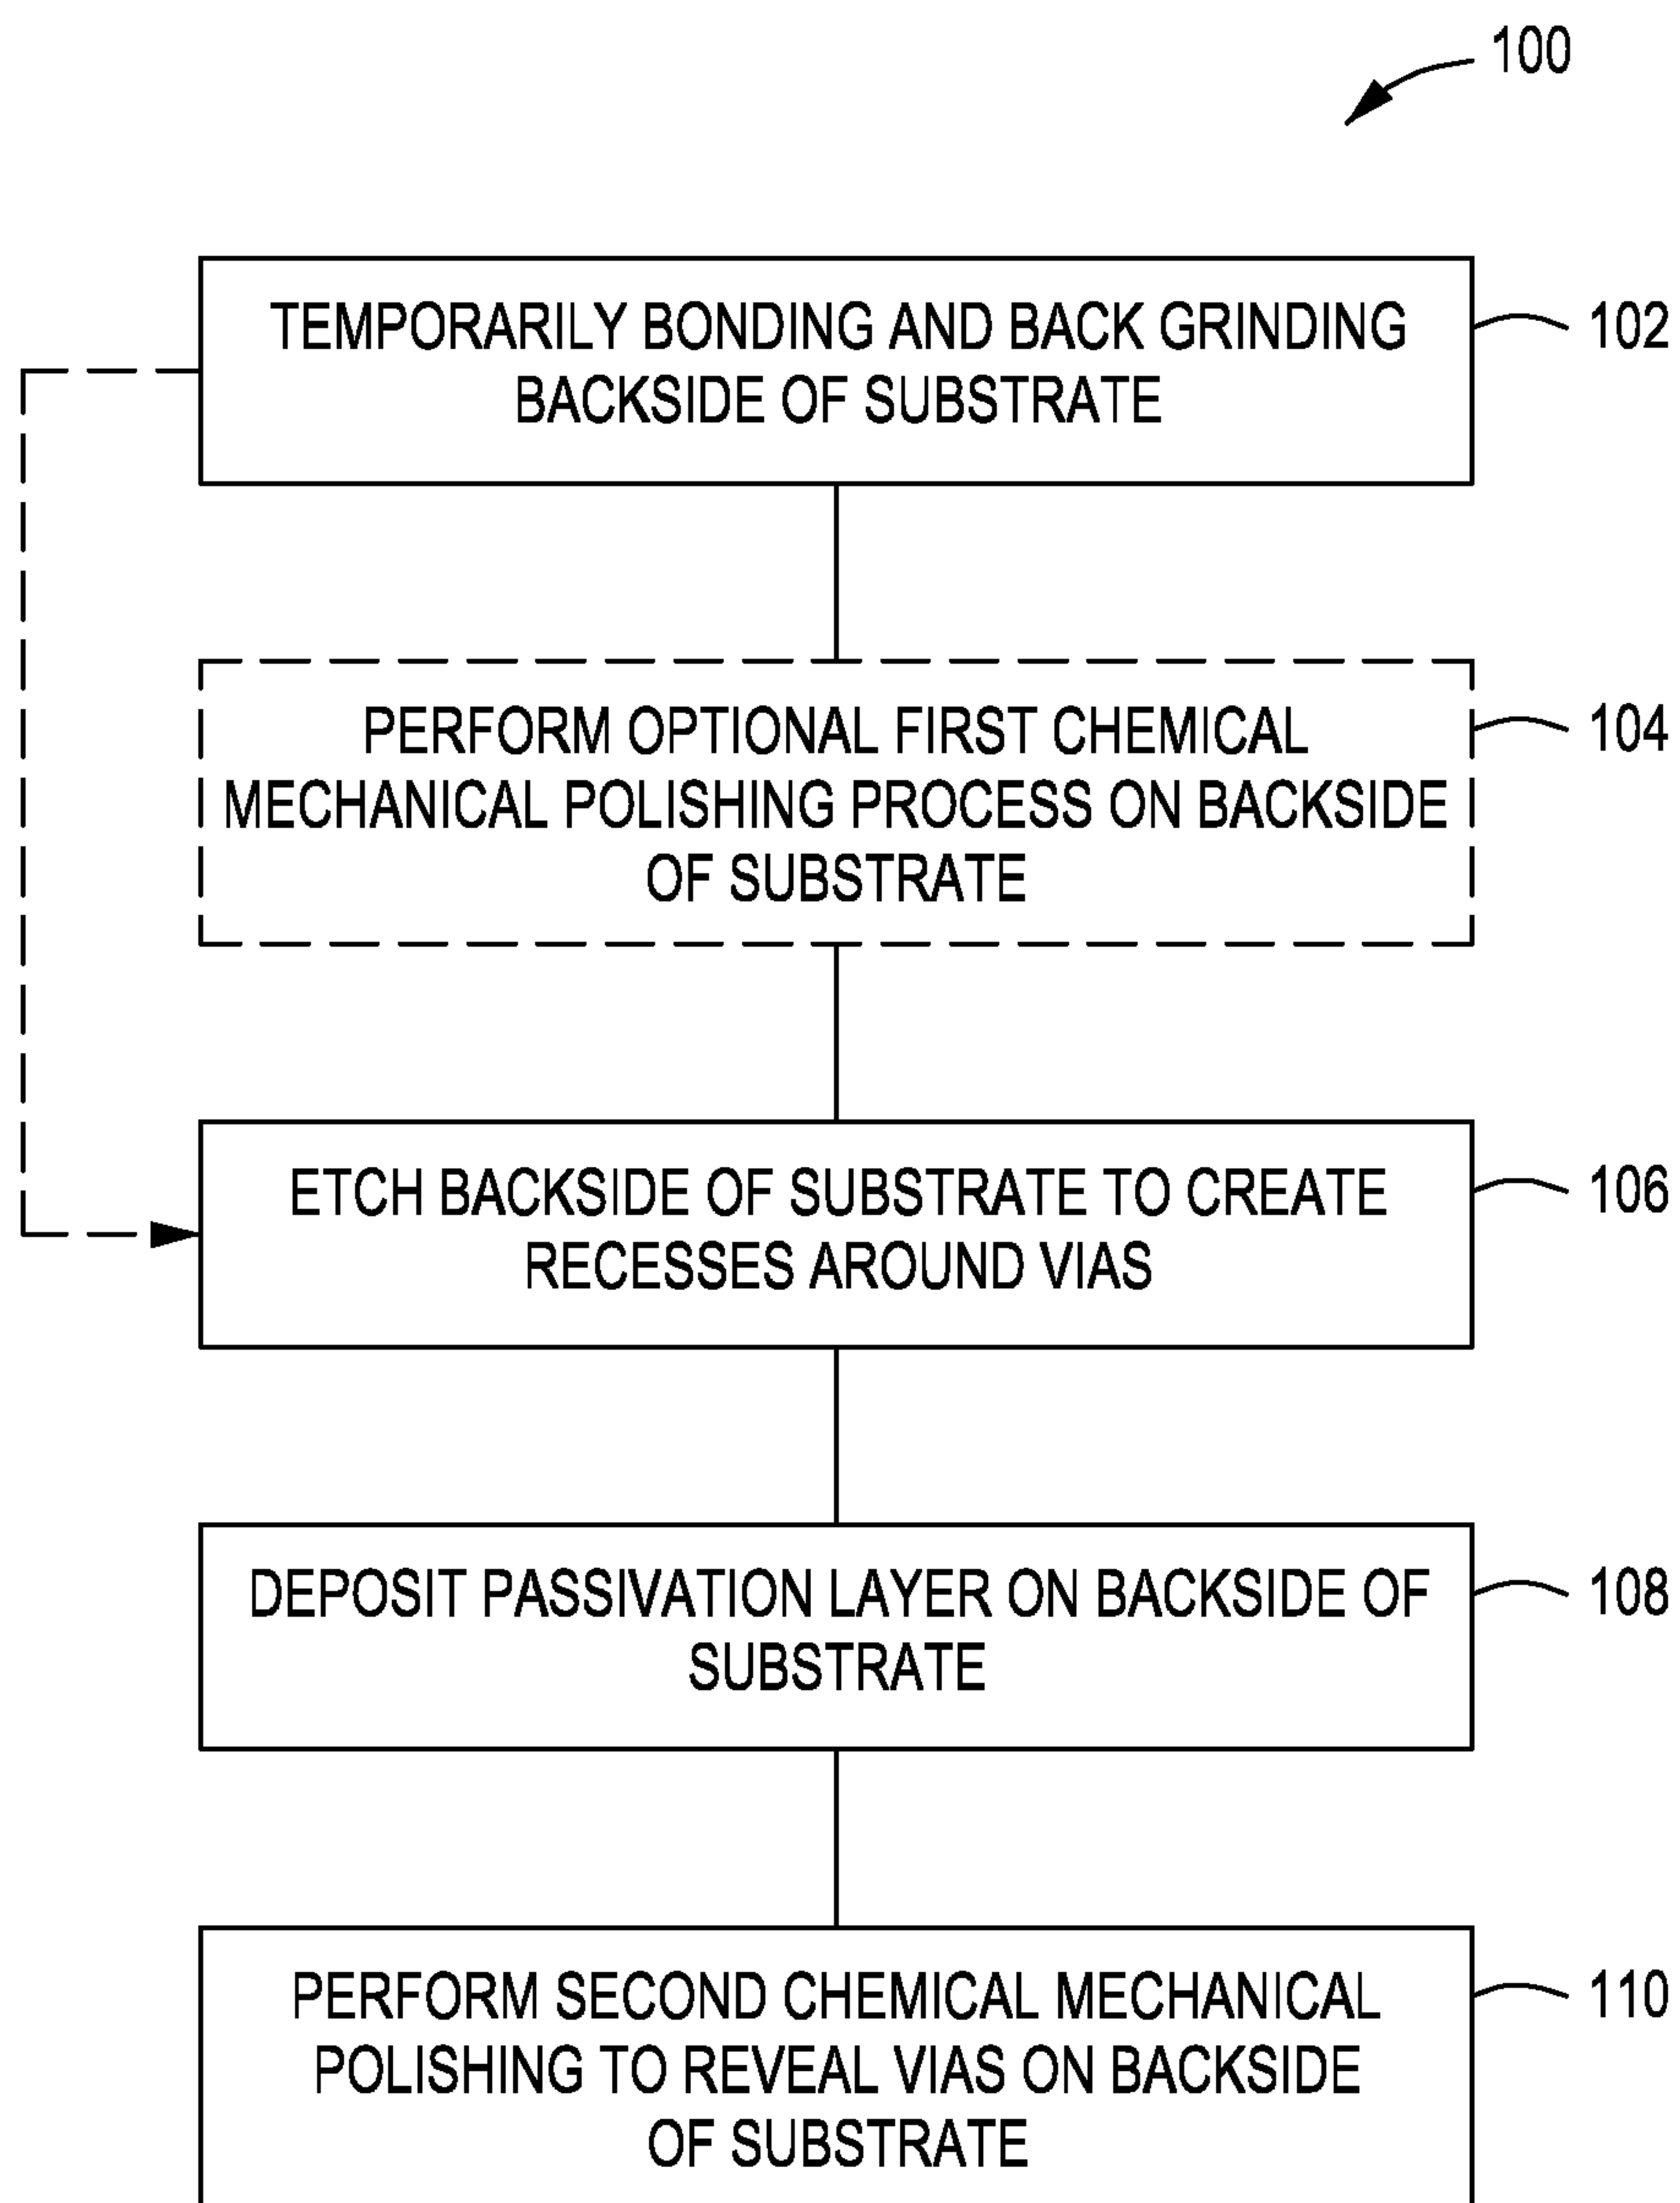 100
TEMPORARILY BONDING AND BACK GRINDING
BACKSIDE OF SUBSTRATE
102
PERFORM OPTIONAL FIRST CHEMICAL
MECHANICAL POLISHING PROCESS ON BACKSIDE
OF SUBSTRATE
104
ETCH BACKSIDE OF SUBSTRATE TO CREATE
RECESSES AROUND VIAS
106
DEPOSIT PASSIVATION LAYER ON BACKSIDE OF
SUBSTRATE
108
PERFORM SECOND CHEMICAL MECHANICAL
POLISHING TO REVEAL VIAS ON BACKSIDE
OF SUBSTRATE
110